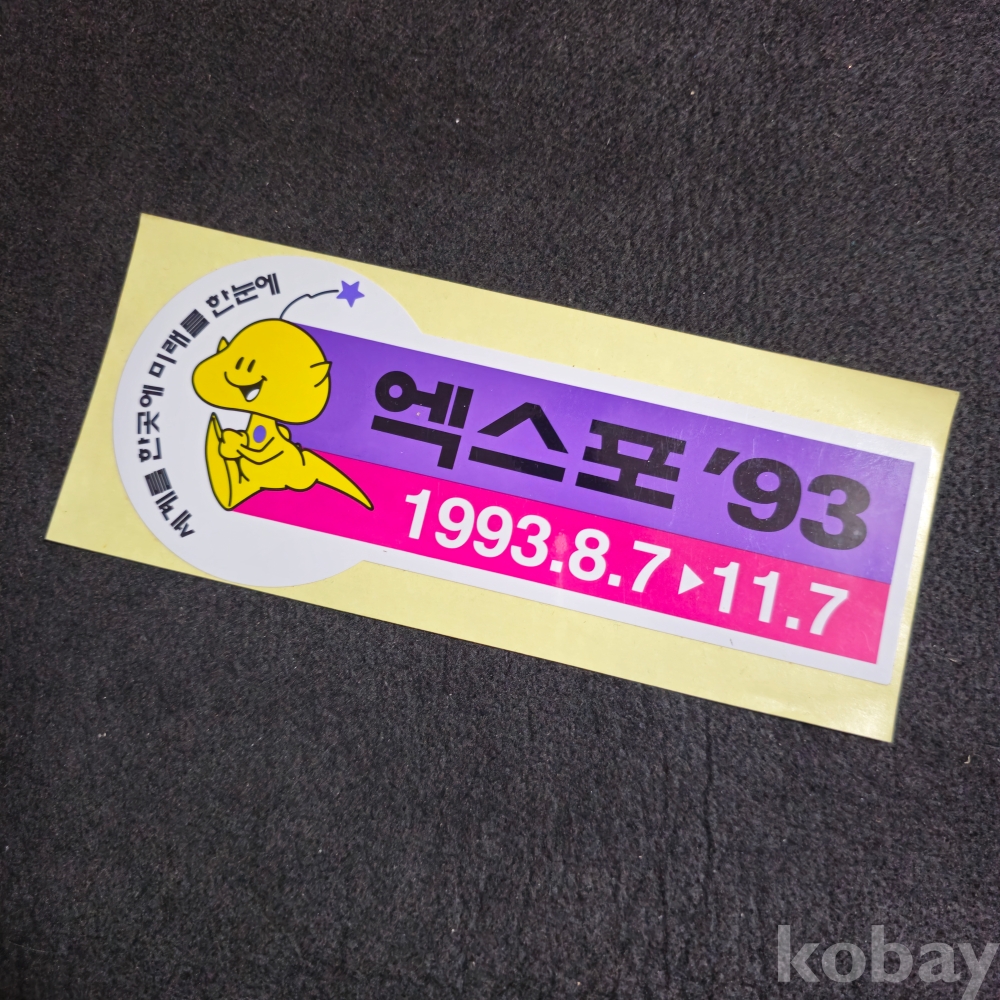 세계를 한곳에 미래를 한눈에
엑스포 '93
1993.8.7▶11.7
kobay